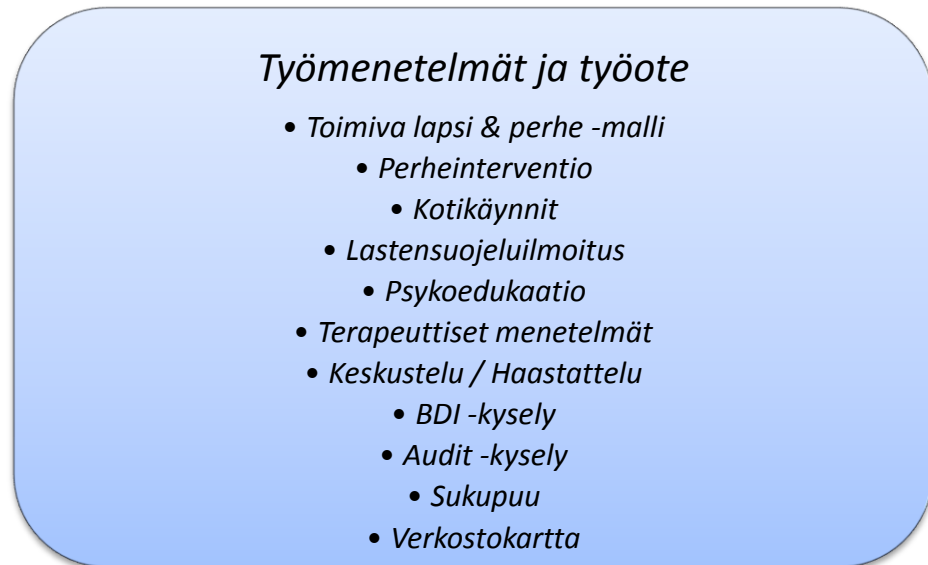 Työmenetelmät ja työote
• Toimiva lapsi & perhe -malli
• Perheinterventio
• Kotikäynnit
• Lastensuojeluilmoitus
• Psykoedukaatio
• Terapeuttiset menetelmät
• Keskustelu / Haastattelu
• BDI -kysely
• Audit -kysely
• Sukupuu
• Verkostokartta